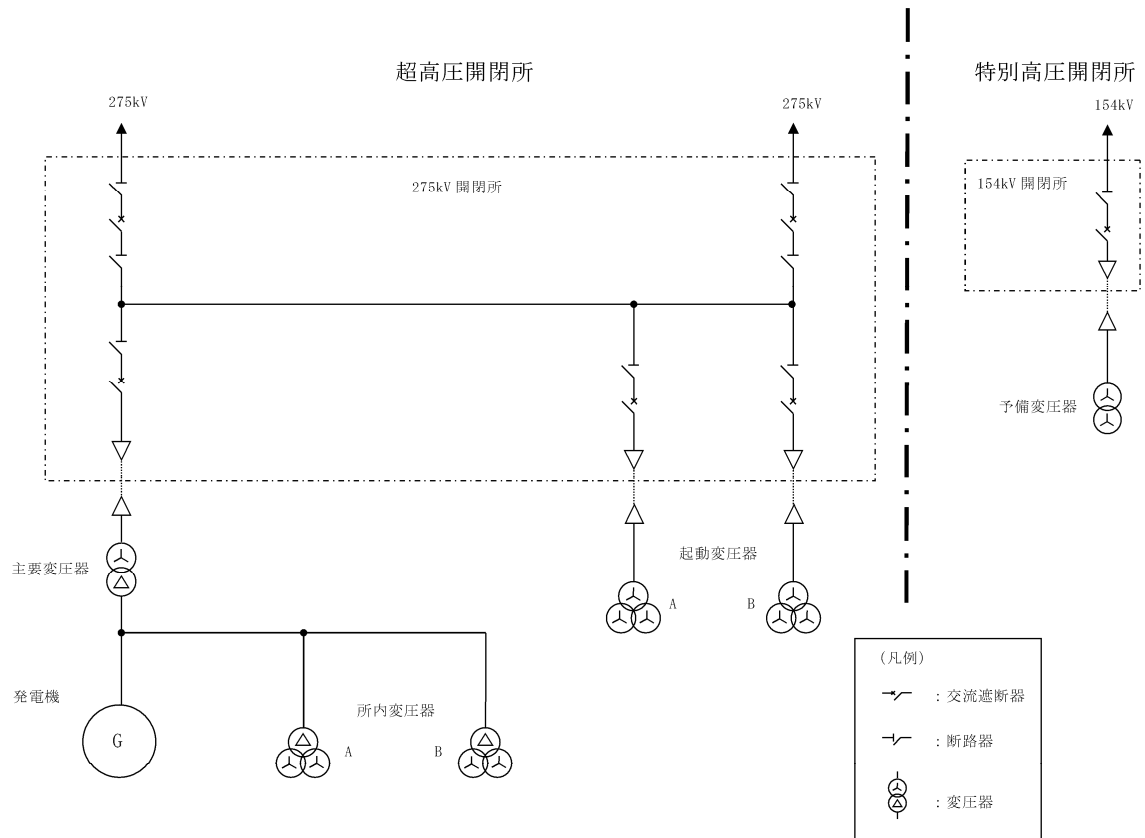 超高圧開閉所
特別高圧開閉所
275kV
275kV
154kV
275kV 開閉所
154kV 開閉所
予備変圧器
主要変圧器
起動変圧器
A
B
発電機
G
所内変圧器
A
B
(凡例)
：交流遮断器
：断路器
：変圧器